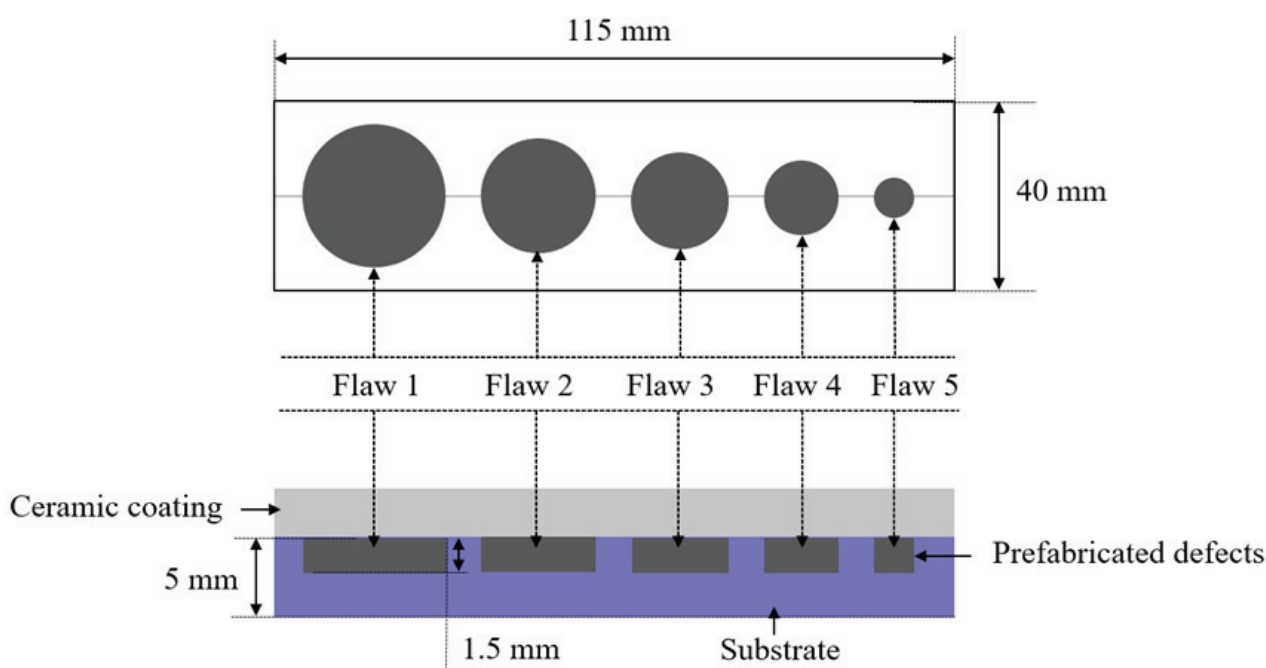 115 mm
40 mm
Flaw 1 Flaw 2 Flaw 3 Flaw 4 Flaw 5
Ceramic coating
Prefabricated defects
5 mm
1.5 mm
Substrate